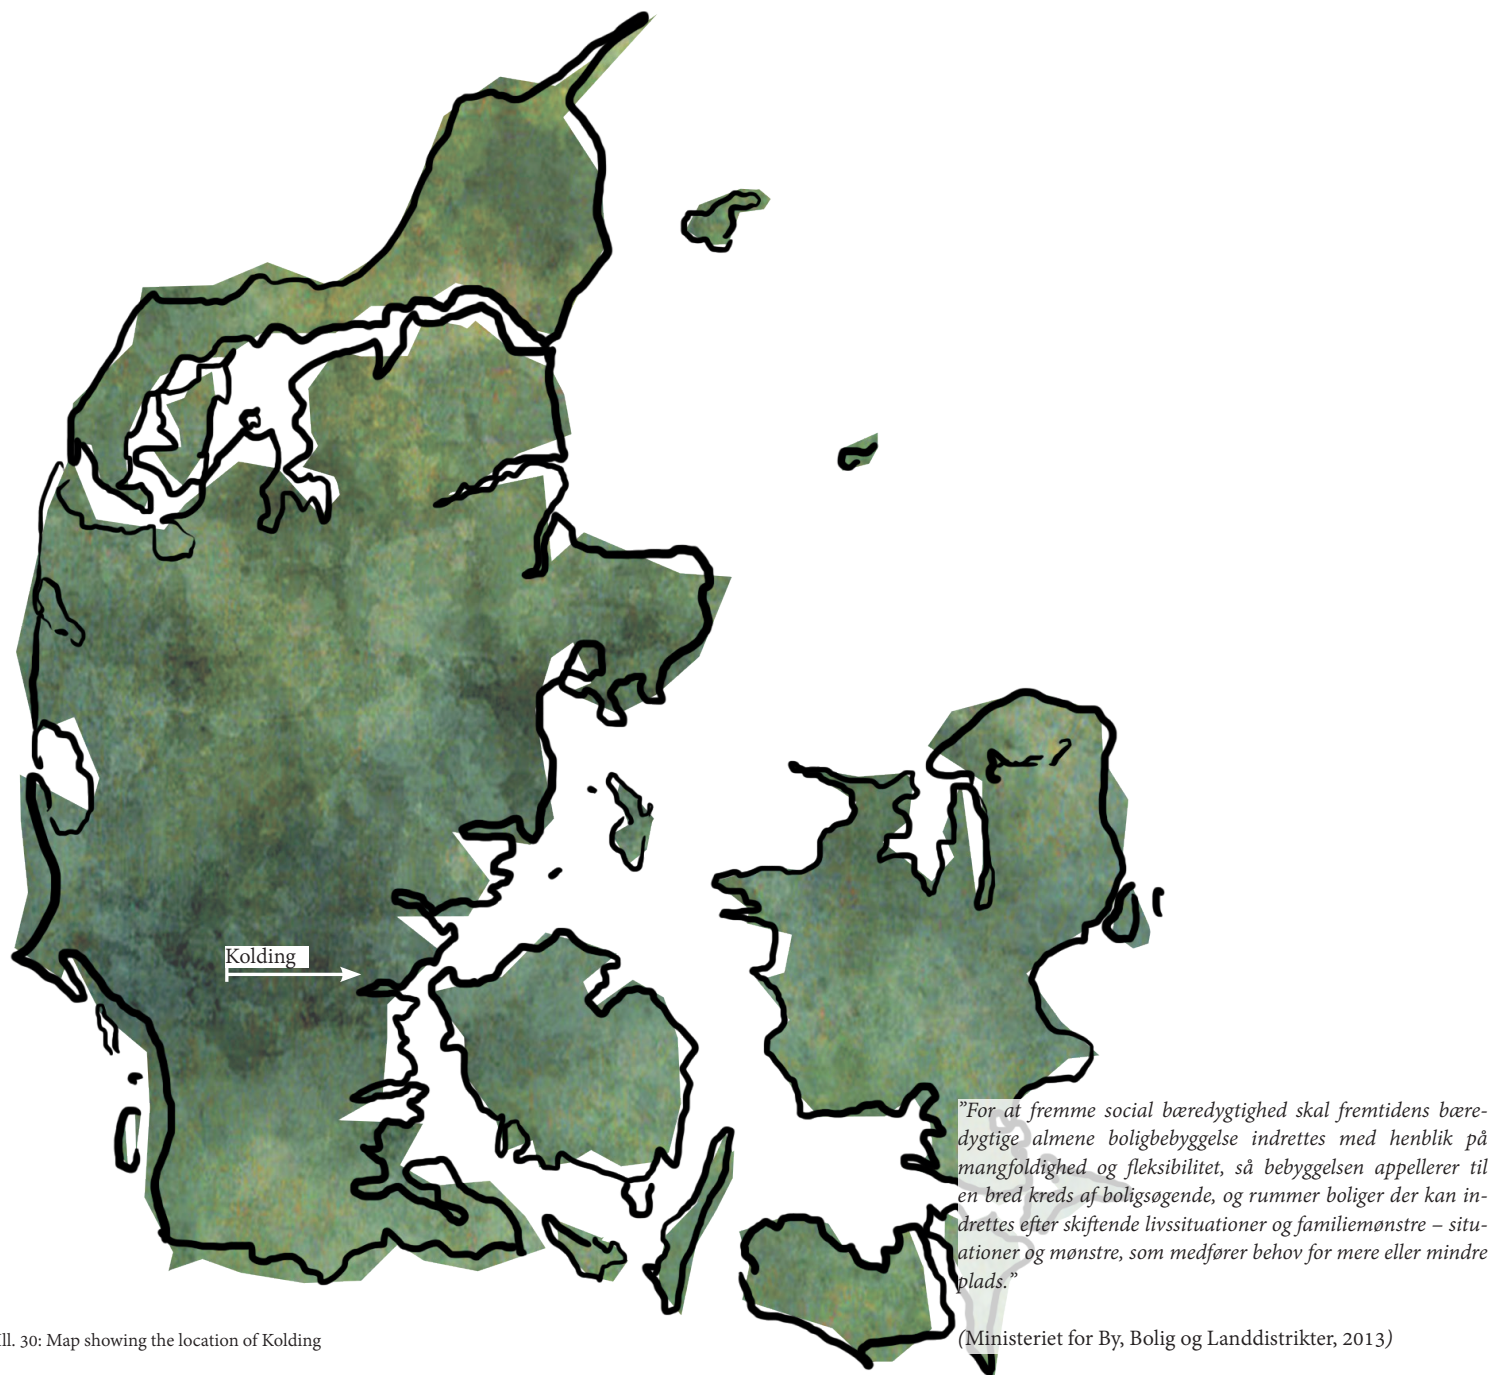 Kolding
”For at fremme social bæredygtighed skal fremtidens bære-
dygtige almene boligbebyggelse indrettes med henblik på
mangfoldighed og fleksibilitet, så bebyggelsen appellerer til
en bred kreds af boligsøgende, og rummer boliger der kan in-
drettes efter skiftende livssituationer og familiemønstre – situ-
ationer og mønstre, som medfører behov for mere eller mindre
plads.”
(Ministeriet for By, Bolig og Landdistrikter, 2013)
Ill. 30: Map showing the location of Kolding